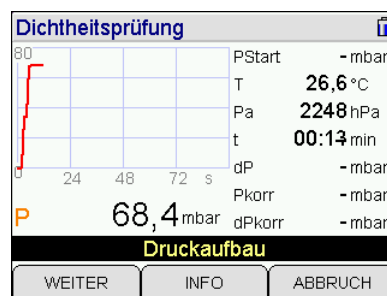 Dichtheitsprüfung
80
0 24 48 72 s
P 68,4 mbar
PStart - mbar
T 26,6 °C
Pa 2248 hPa
t 00:13 min
dP - mbar
Pkorr - mbar
dPkorr - mbar
Druckaufbau
WEITER INFO ABBRUCH